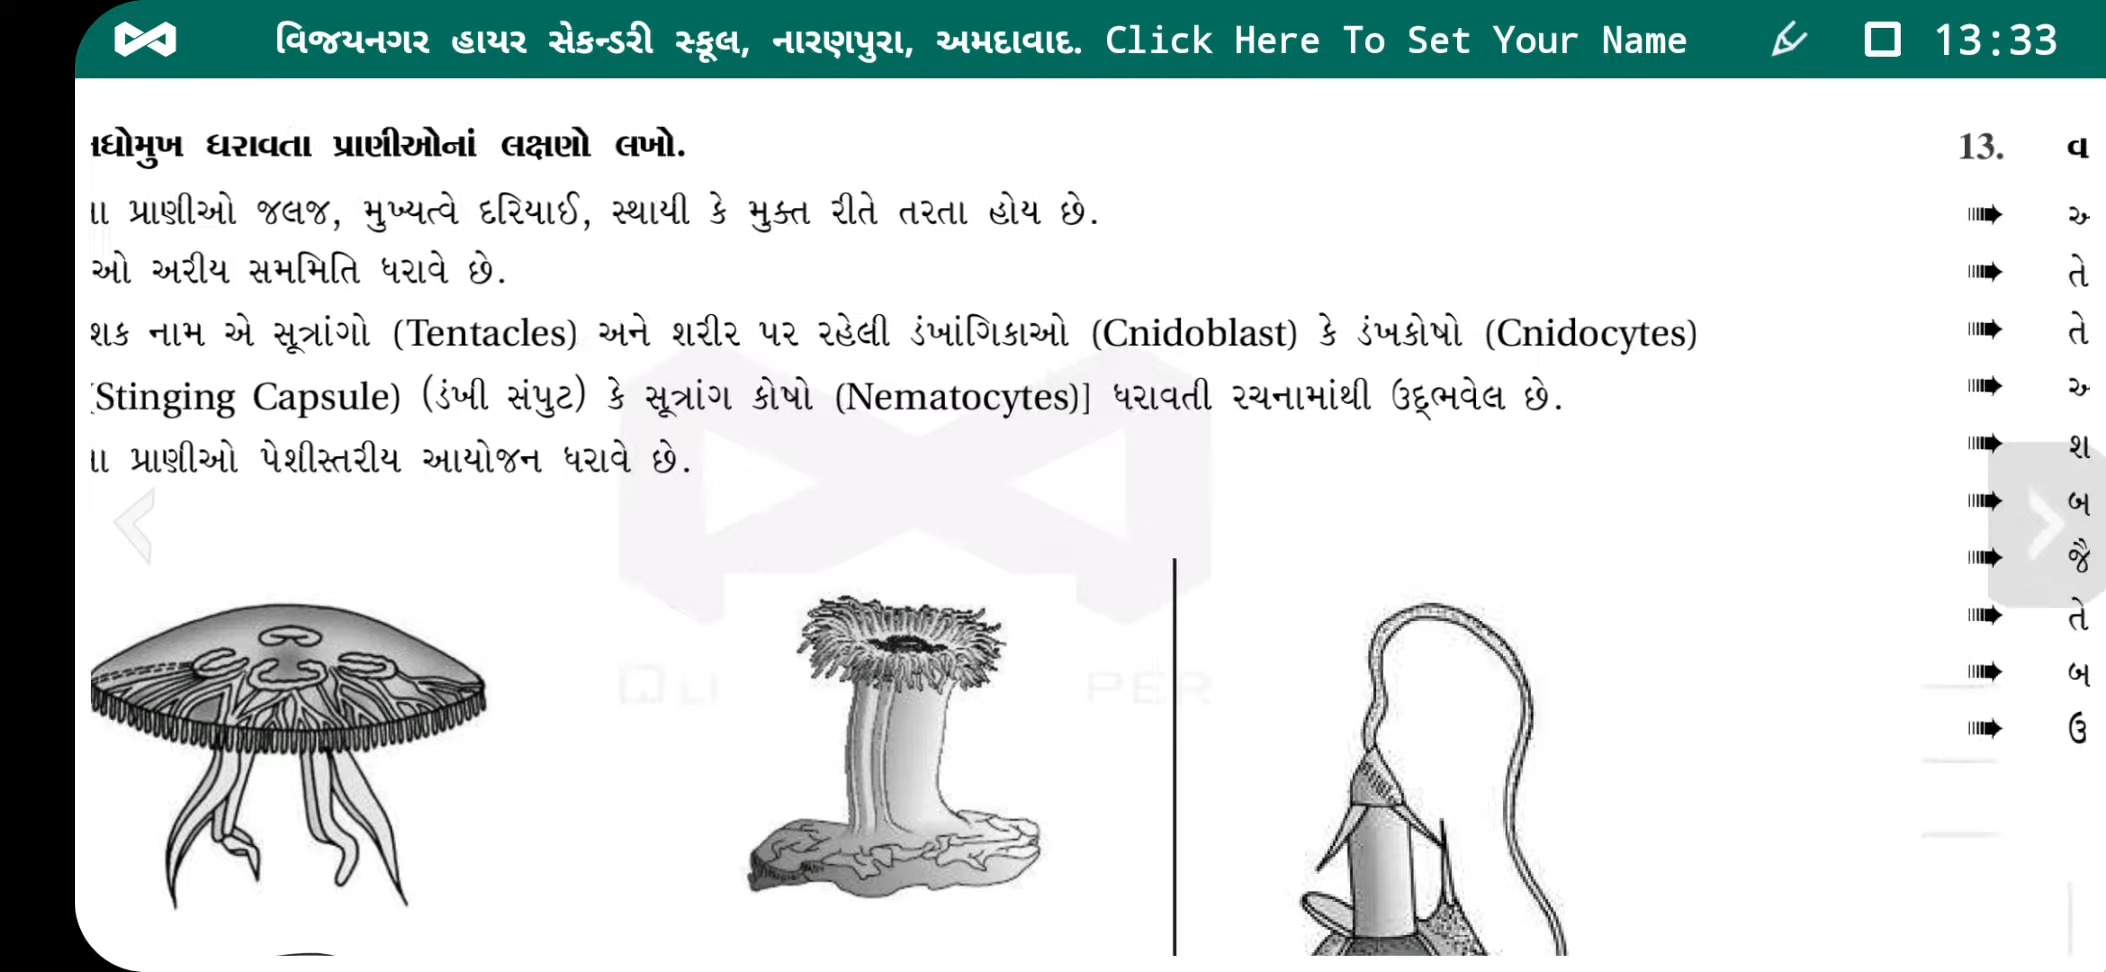 વિજયનગર હાયર સેકન્ડરી સ્કૂલ, નારણપુરા, અમદાવાદ. Click Here To Set Your Name 13:33
ધોમુખ ધરાવતા પ્રાણીઓનાં લક્ષણો લખો.
ા પ્રાણીઓ જલજ, મુખ્યત્વે દરિયાઈ, સ્થાયી કે મુક્ત રીતે તરતા હોય છે.
ઓ અરીય સમમિતિ ધરાવે છે.
શક નામ એ સૂત્રાંગો (Tentacles) અને શરીર પર રહેલી ડંખાંગિકાઓ (Cnidoblast) કે ડંખકોષો (Cnidocytes)
[Stinging Capsule) (ડંખી સંપુટ) કે સૂત્રાંગ કોષો (Nematocytes)] ધરાવતી રચનામાંથી ઉદ્ભવેલ છે.
ા પ્રાણીઓ પેશીસ્તરીય આયોજન ધરાવે છે.
13. વ
તે
તે
શ
બ
જૈ
તે
બ
ઉ